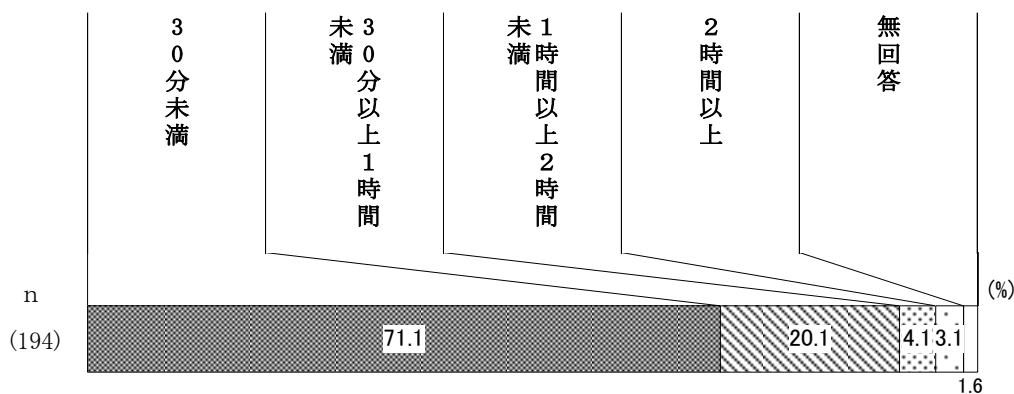 ３０分未満
３０分以上１時間
未満
１時間以上２時間
未満
２時間以上
無回答
n
(194)
(%)
71.1
20.1
4.1
3.1
1.6